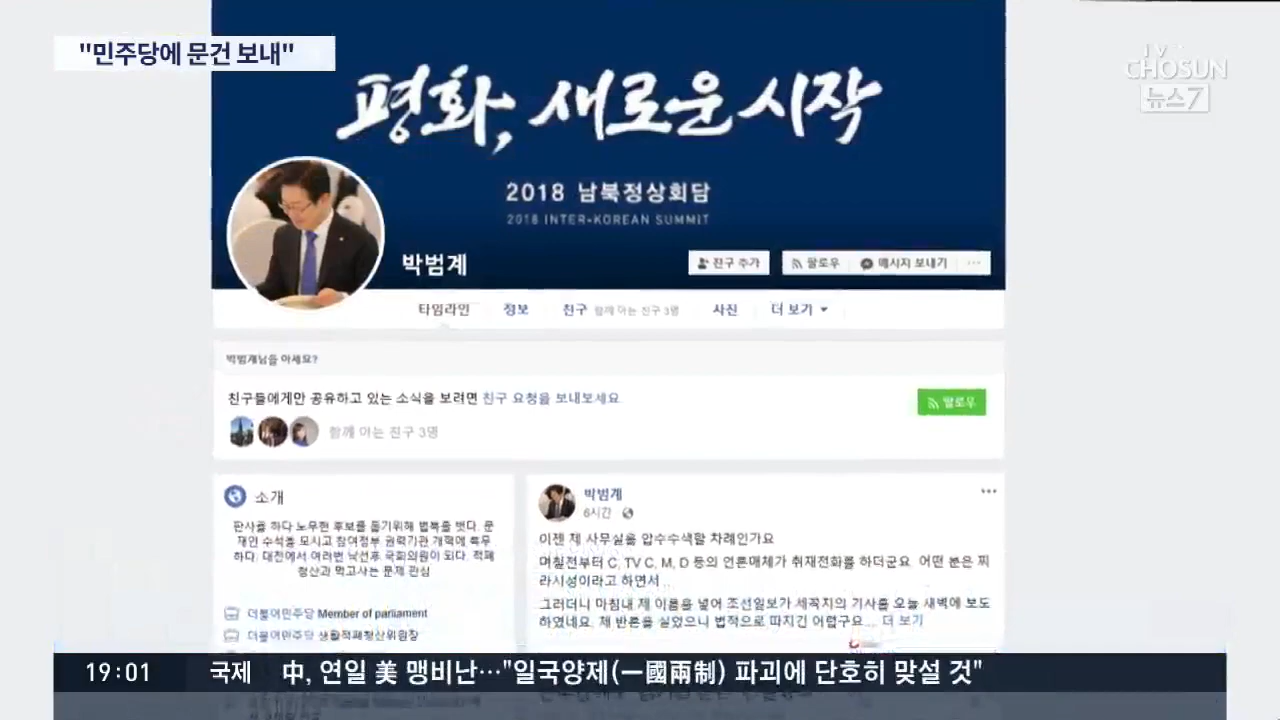 "민주당에 문건 보내"
TV
CHOSUN
뉴스7
평화, 새로운 시작
2018 남북정상회담
2018 INTER-KOREAN SUMMIT
박범계
친구 추가
팔로우
메시지 보내기
타임라인
정보
친구 함께 아는 친구 3명
사진
더 보기
박범계님을 아세요?
친구들에게만 공유하고 있는 소식을 보려면 친구 요청을 보내보세요
팔로우
함께 아는 친구 3명
소개
판사를 하다 노무현 후보를 돕기위해 법복을 벗다. 문
재인 수석을 모시고 참여정부 권력기관 개혁에 복무
하다. 대전에서 여러번 낙선후 국회의원이 되다. 적폐
청산과 먹고사는 문제 관심
더불어민주당 Member of parliament
더불어민주당 생활적폐청산위원장
박범계
6시간
이젠 제 사무실을 압수수색할 차례인가요
며칠전부터 C, TV C, M, D 등의 언론매체가 취재전화를 하더군요. 어떤 분은 찌
라시성이라고 하면서 ..
그러더니 마침내 제 이름을 넣어 조선일보가 세꼭지의 기사를 오늘 새벽에 보도
하였네요. 제 반론을 실었으니 법적으로 따지긴 어렵구요... 더 보기
19:01
국제
中, 연일 美 맹비난…"일국양제(一國兩制) 파괴에 단호히 맞설 것"